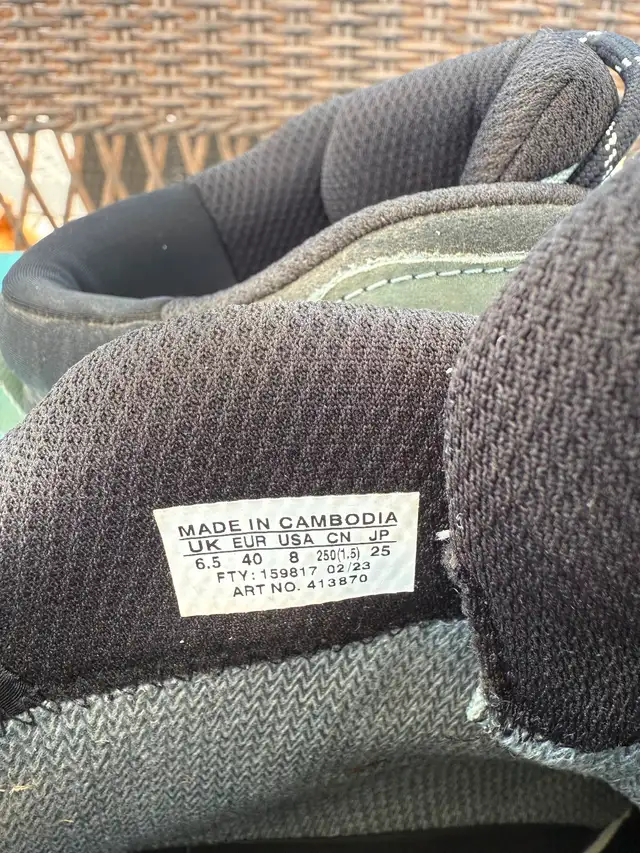 MADE IN CAMBODIA
UK EUR USA CN JP
6.5 40 8 250(1.5) 25
FTY: 159817 02/23
ART NO. 413870